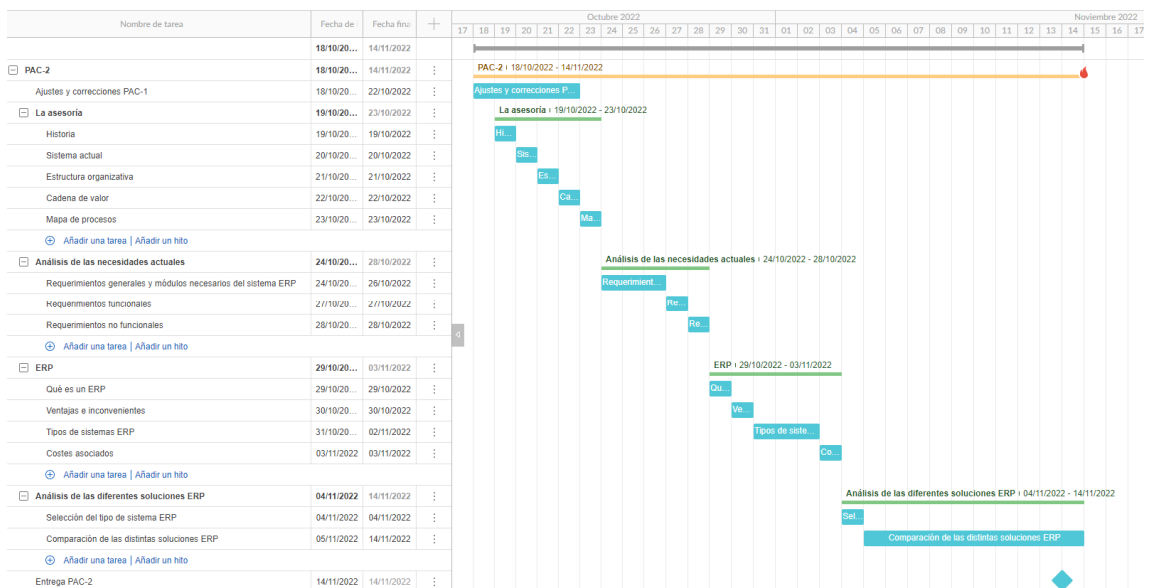 Nombre de tarea Fecha de Fecha fina Octubre 2022 Noviembre 2022
17 18 19 20 21 22 23 24 25 26 27 28 29 30 31 01 02 03 04 05 06 07 08 09 10 11 12 13 14 15 16 17
18/10/20... 14/11/2022
PAC-2 18/10/20... 14/11/2022 PAC-2 18/10/2022 - 14/11/2022
Ajustes y correcciones PAC-1 18/10/20... 22/10/2022 Ajustes y correcciones P...
La asesoría 19/10/20... 23/10/2022 La asesoría 19/10/2022 - 23/10/2022
Historia 19/10/20... 19/10/2022 Hi...
Sistema actual 20/10/20... 20/10/2022 Sis...
Estructura organizativa 21/10/20... 21/10/2022 Es...
Cadena de valor 22/10/20... 22/10/2022 Ca...
Mapa de procesos 23/10/20... 23/10/2022 Ma...
Añadir una tarea | Añadir un hito
Análisis de las necesidades actuales 24/10/20... 28/10/2022 Análisis de las necesidades actuales 24/10/2022 - 28/10/2022
Requerimientos generales y módulos necesarios del sistema ERP 24/10/20... 26/10/2022 Requerimient...
Requerimientos funcionales 27/10/20... 27/10/2022 Re...
Requerimientos no funcionales 28/10/20... 28/10/2022 Re...
Añadir una tarea | Añadir un hito
ERP 29/10/20... 03/11/2022 ERP 29/10/2022 - 03/11/2022
Qué es un ERP 29/10/20... 29/10/2022 Qu...
Ventajas e inconvenientes 30/10/20... 30/10/2022 Ve...
Tipos de sistemas ERP 31/10/20... 02/11/2022 Tipos de siste...
Costes asociados 03/11/2022 03/11/2022 Co...
Añadir una tarea | Añadir un hito
Análisis de las diferentes soluciones ERP 04/11/2022 14/11/2022 Análisis de las diferentes soluciones ERP 04/11/2022 - 14/11/2022
Selección del tipo de sistema ERP 04/11/2022 04/11/2022 Sel...
Comparación de las distintas soluciones ERP 05/11/2022 14/11/2022 Comparación de las distintas soluciones ERP
Añadir una tarea | Añadir un hito
Entrega PAC-2 14/11/2022 14/11/2022